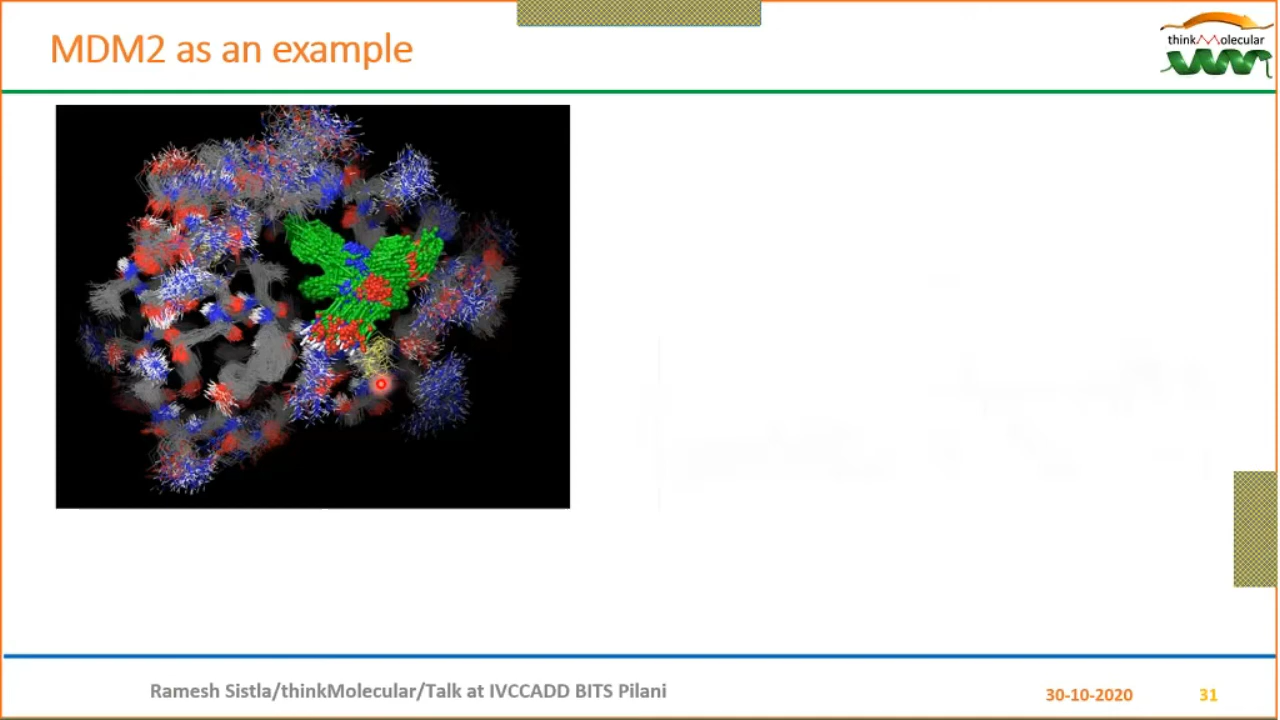 MDM2 as an example
thinkMolecular
Ramesh Sistla/thinkMolecular/Talk at IVCCADD BITS Pilani
30-10-2020
31